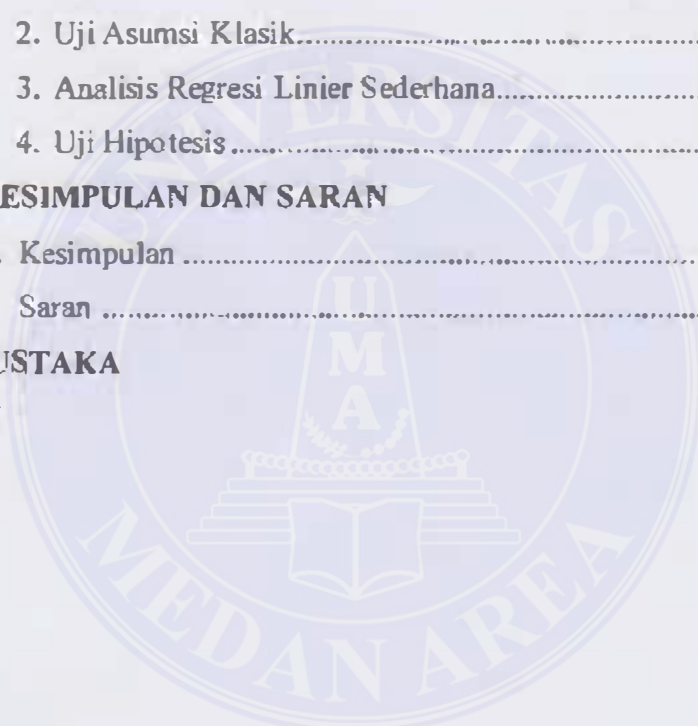 2. Uji Asumsi Klasik
3. Analisis Regresi Linier Sederhana
4. Uji Hipotesis
ESIMPULAN DAN SARAN
. Kesimpulan
Saran
USTAKA
UNIVERSITAS
U
M
A
MEDAN AREA